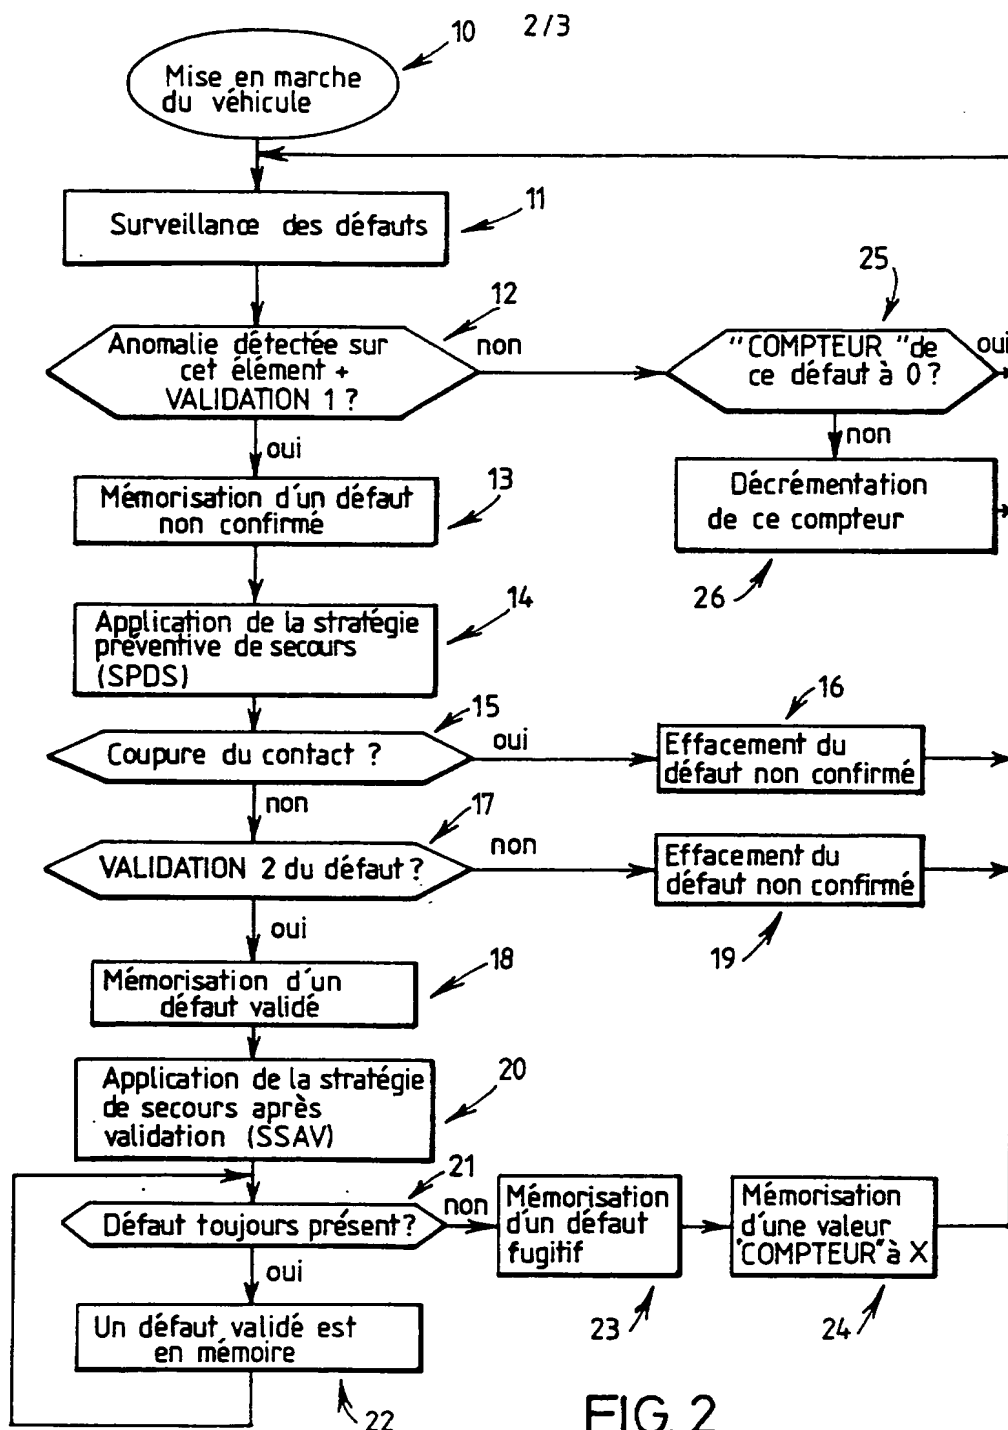 2/3
10
Mise en marche
du véhicule
11
Surveillance des défauts
12
Anomalie détectée sur
cet élément +
VALIDATION 1 ?
non
25
"COMPTEUR "de
ce défaut à 0 ?
oui
oui
non
13
Mémorisation d'un défaut
non confirmé
Décrémentation
de ce compteur
26
14
Application de la stratégie
préventive de secours
(SPDS)
15
Coupure du contact ?
oui
16
Effacement du
défaut non confirmé
non
17
VALIDATION 2 du défaut ?
non
Effacement du
défaut non confirmé
19
oui
18
Mémorisation d'un
défaut validé
20
Application de la stratégie
de secours après
validation (SSAV)
21
Défaut toujours présent ?
non
Mémorisation
d'un défaut
fugitif
23
Mémorisation
d'une valeur
"COMPTEUR" à X
24
oui
Un défaut validé est
en mémoire
22
FIG. 2